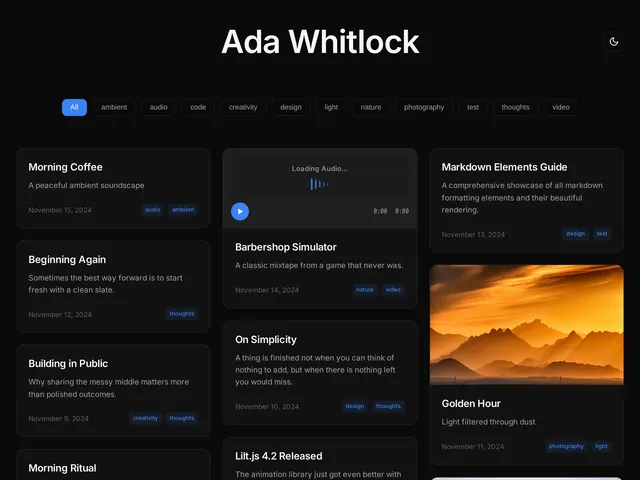 Ada Whitlock
All
ambient
audio
code
creativity
design
light
nature
photography
test
thoughts
video
Morning Coffee
A peaceful ambient soundscape
November 15, 2024
audio
ambient
Beginning Again
Sometimes the best way forward is to start
fresh with a clean slate.
November 12, 2024
thoughts
Building in Public
Why sharing the messy middle matters more
than polished outcomes.
November 9, 2024
creativity
thoughts
Morning Ritual
Loading Audio...
0:00
0:00
Barbershop Simulator
A classic mixtape from a game that never was.
November 14, 2024
nature
video
On Simplicity
A thing is finished not when you can think of
nothing to add, but when there is nothing left
you would miss.
November 10, 2024
design
thoughts
Lilt.js 4.2 Released
The animation library just got even better with
Markdown Elements Guide
A comprehensive showcase of all markdown
formatting elements and their beautiful
rendering.
November 13, 2024
design
test
Golden Hour
Light filtered through dust
November 11, 2024
photography
light